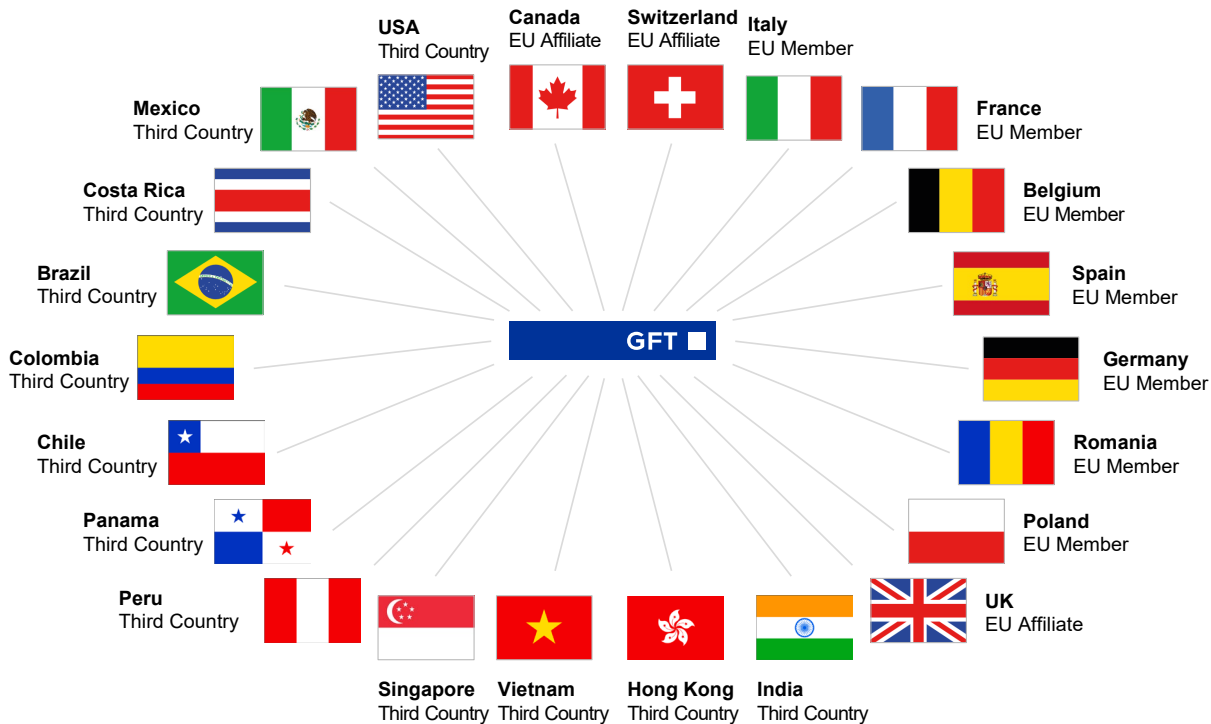 USA
Third Country
Canada
EU Affiliate
Switzerland
EU Affiliate
Italy
EU Member
Mexico
Third Country
France
EU Member
Costa Rica
Third Country
Belgium
EU Member
Brazil
Third Country
Spain
EU Member
GFT
Colombia
Third Country
Germany
EU Member
Chile
Third Country
Romania
EU Member
Panama
Third Country
Poland
EU Member
Peru
Third Country
UK
EU Affiliate
Singapore
Third Country
Vietnam
Third Country
Hong Kong
Third Country
India
Third Country